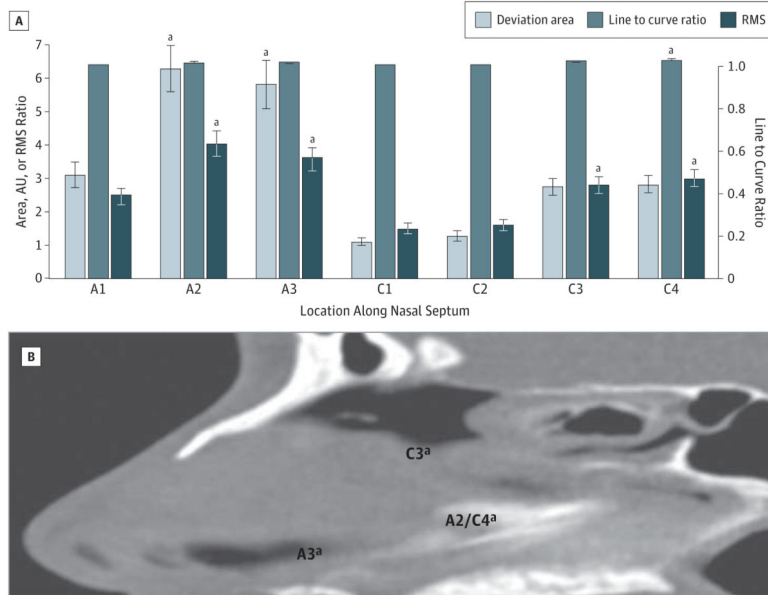 A
Deviation area
Line to curve ratio
RMS
7
6
5
4
3
2
1
0
Area, AU, or RMS Ratio
a
a
a
a
a
a
a
1.0
0.8
0.6
0.4
0.2
0
Line to Curve Ratio
A1
A2
A3
C1
C2
C3
C4
Location Along Nasal Septum
B
C3a
A2/C4a
A3a